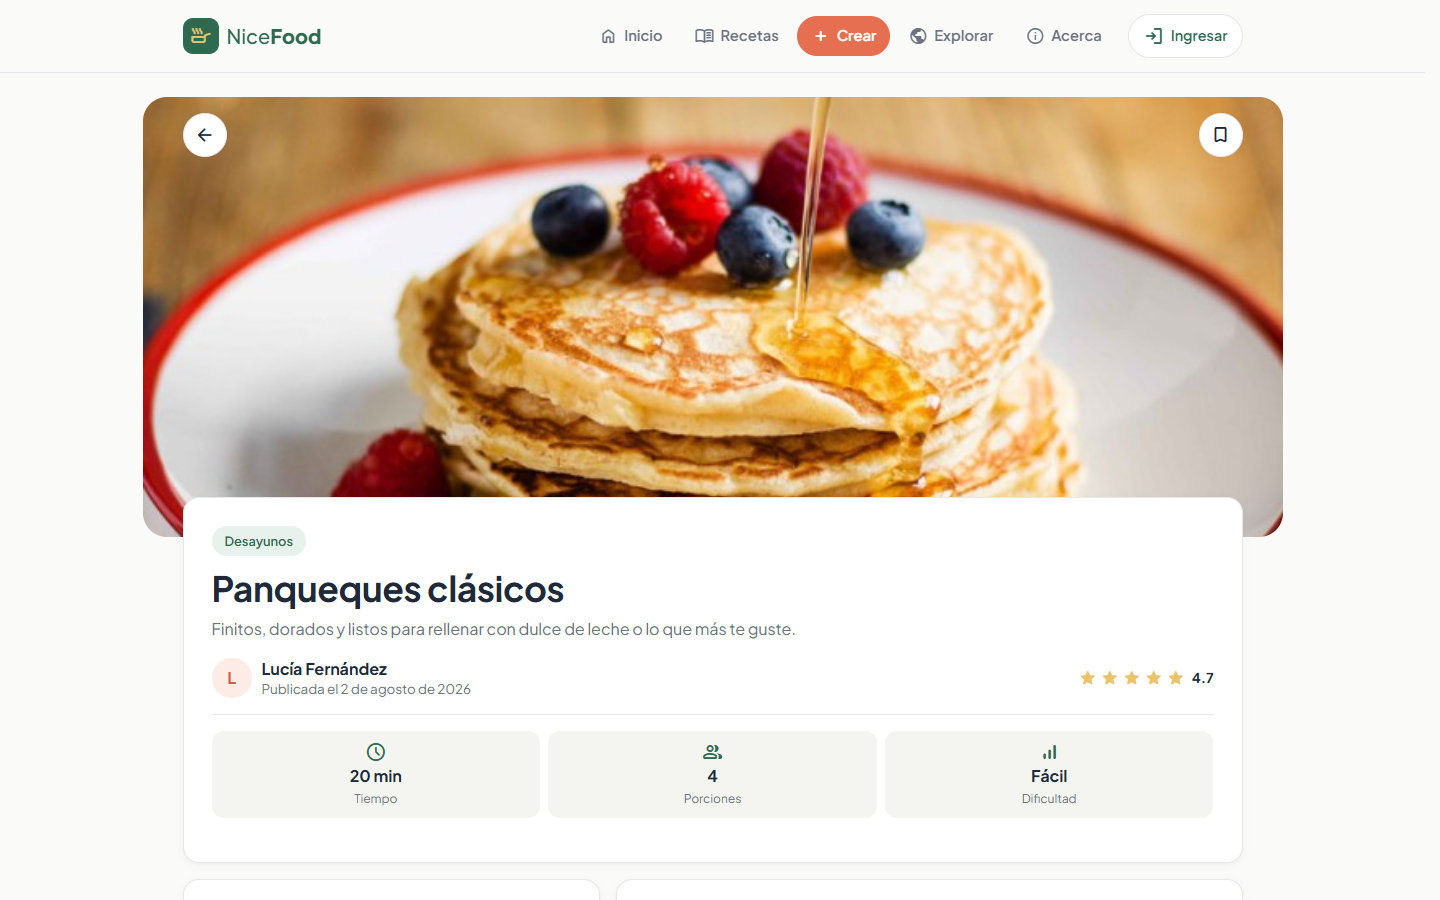 NiceFood
Inicio
Recetas
Crear
Explorar
Acerca
Ingresar
Desayunos
Panqueques clásicos
Finitos, dorados y listos para rellenar con dulce de leche o lo que más te guste.
L
Lucía Fernández
Publicada el 2 de agosto de 2026
4.7
20 min
Tiempo
4
Porciones
Fácil
Dificultad